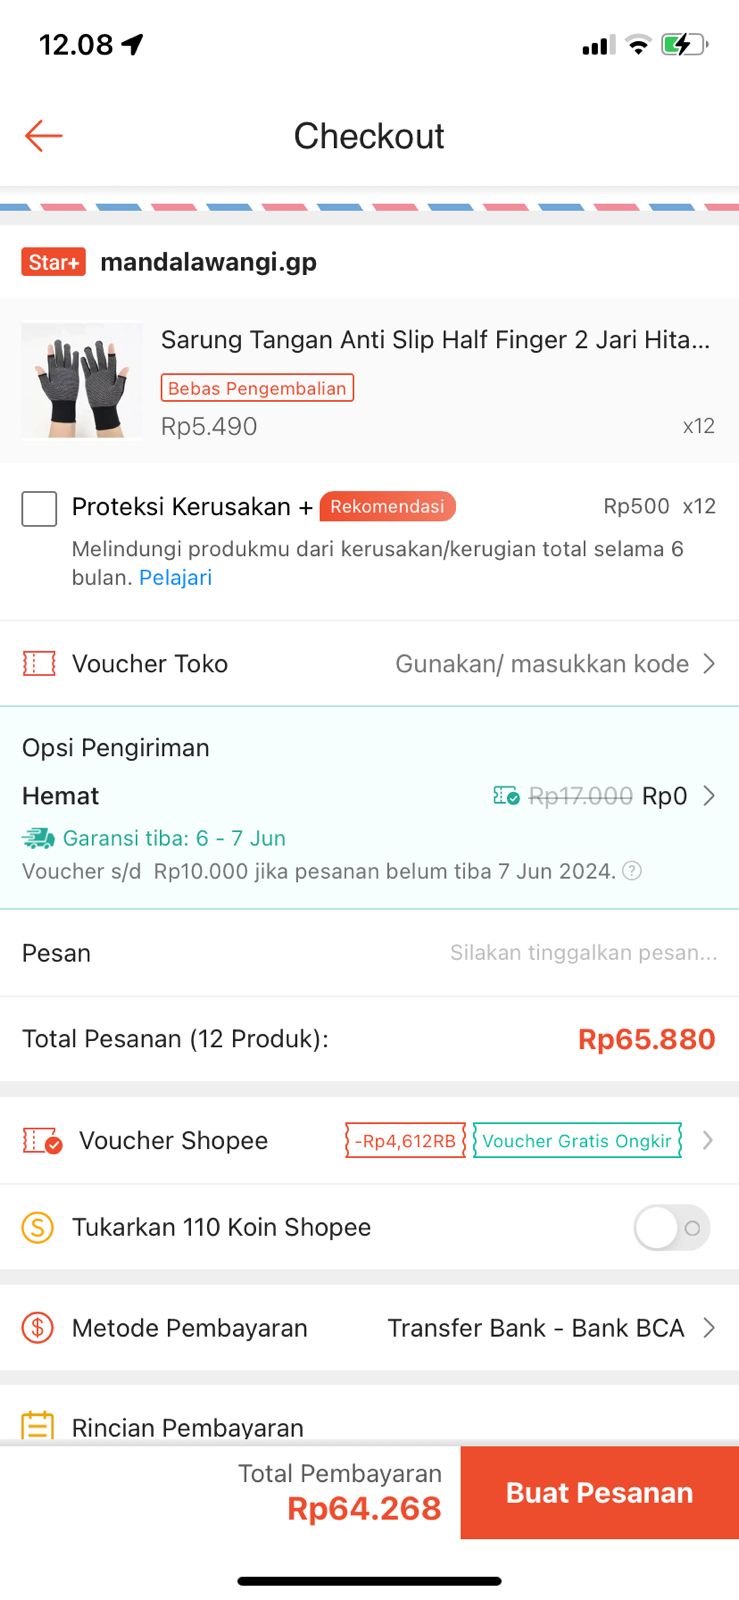 12.08
Checkout
Star+ mandalawangi.gp
Sarung Tangan Anti Slip Half Finger 2 Jari Hita...
Bebas Pengembalian
Rp5.490 x12
Proteksi Kerusakan + Rekomendasi Rp500 x12
Melindungi produkmu dari kerusakan/kerugian total selama 6
bulan. Pelajari
Voucher Toko Gunakan/ masukkan kode
Opsi Pengiriman
Hemat Rp17.000 Rp0
Garansi tiba: 6 - 7 Jun
Voucher s/d Rp10.000 jika pesanan belum tiba 7 Jun 2024. ?
Pesan Silakan tinggalkan pesan...
Total Pesanan (12 Produk): Rp65.880
Voucher Shopee -Rp4,612RB Voucher Gratis Ongkir
S Tukarkan 110 Koin Shopee
$ Metode Pembayaran Transfer Bank - Bank BCA
Rincian Pembayaran
Total Pembayaran
Rp64.268
Buat Pesanan